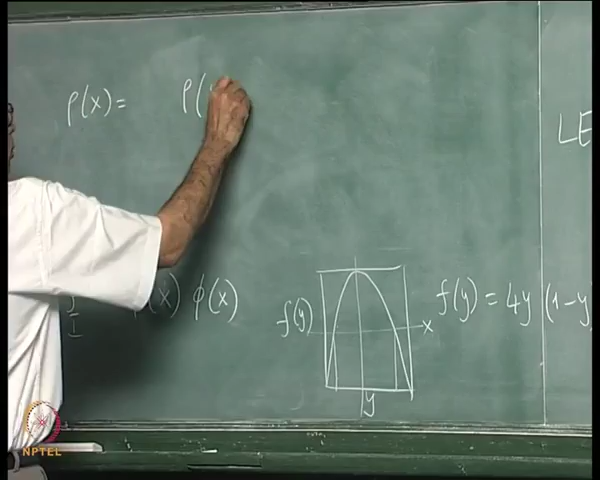 ρ(x) = ρ(
LE
∫ φ(x)
I
f(y) x f(y) = 4y (1-y
y
NPTEL